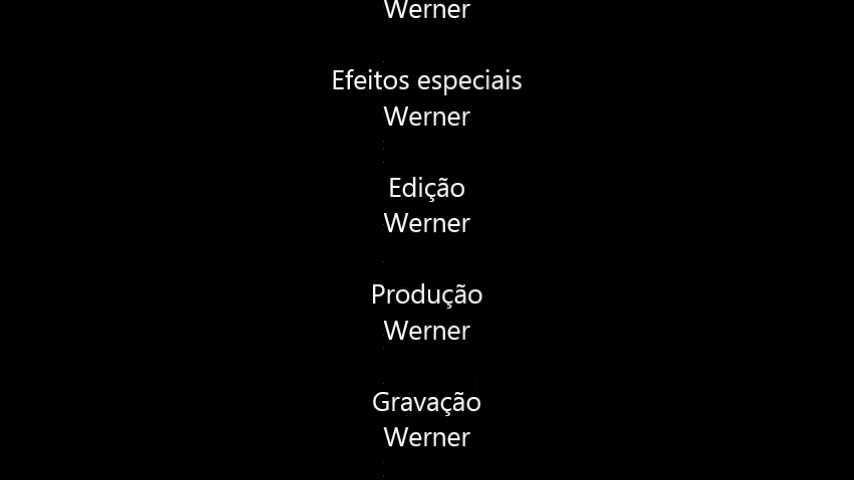 Werner
Efeitos especiais
Werner
Edição
Werner
Produção
Werner
Gravação
Werner